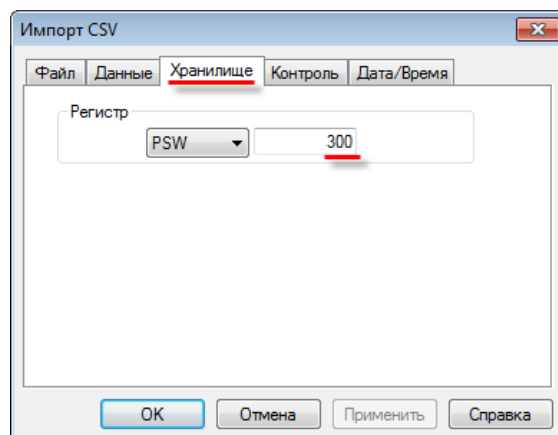 Импорт CSV
Файл Данные Хранилище Контроль Дата/Время
Регистр
PSW 300
OK Отмена Применить Справка